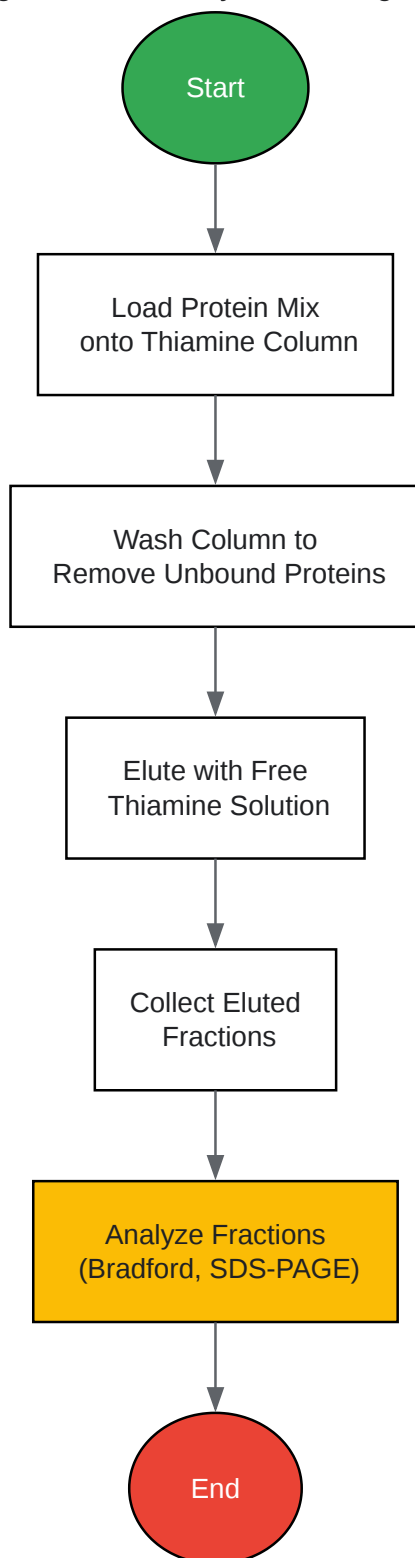 Start
Load Protein Mix
onto Thiamine Column
Wash Column to
Remove Unbound Proteins
Elute with Free
Thiamine Solution
Collect Eluted
Fractions
Analyze Fractions
(Bradford, SDS-PAGE)
End